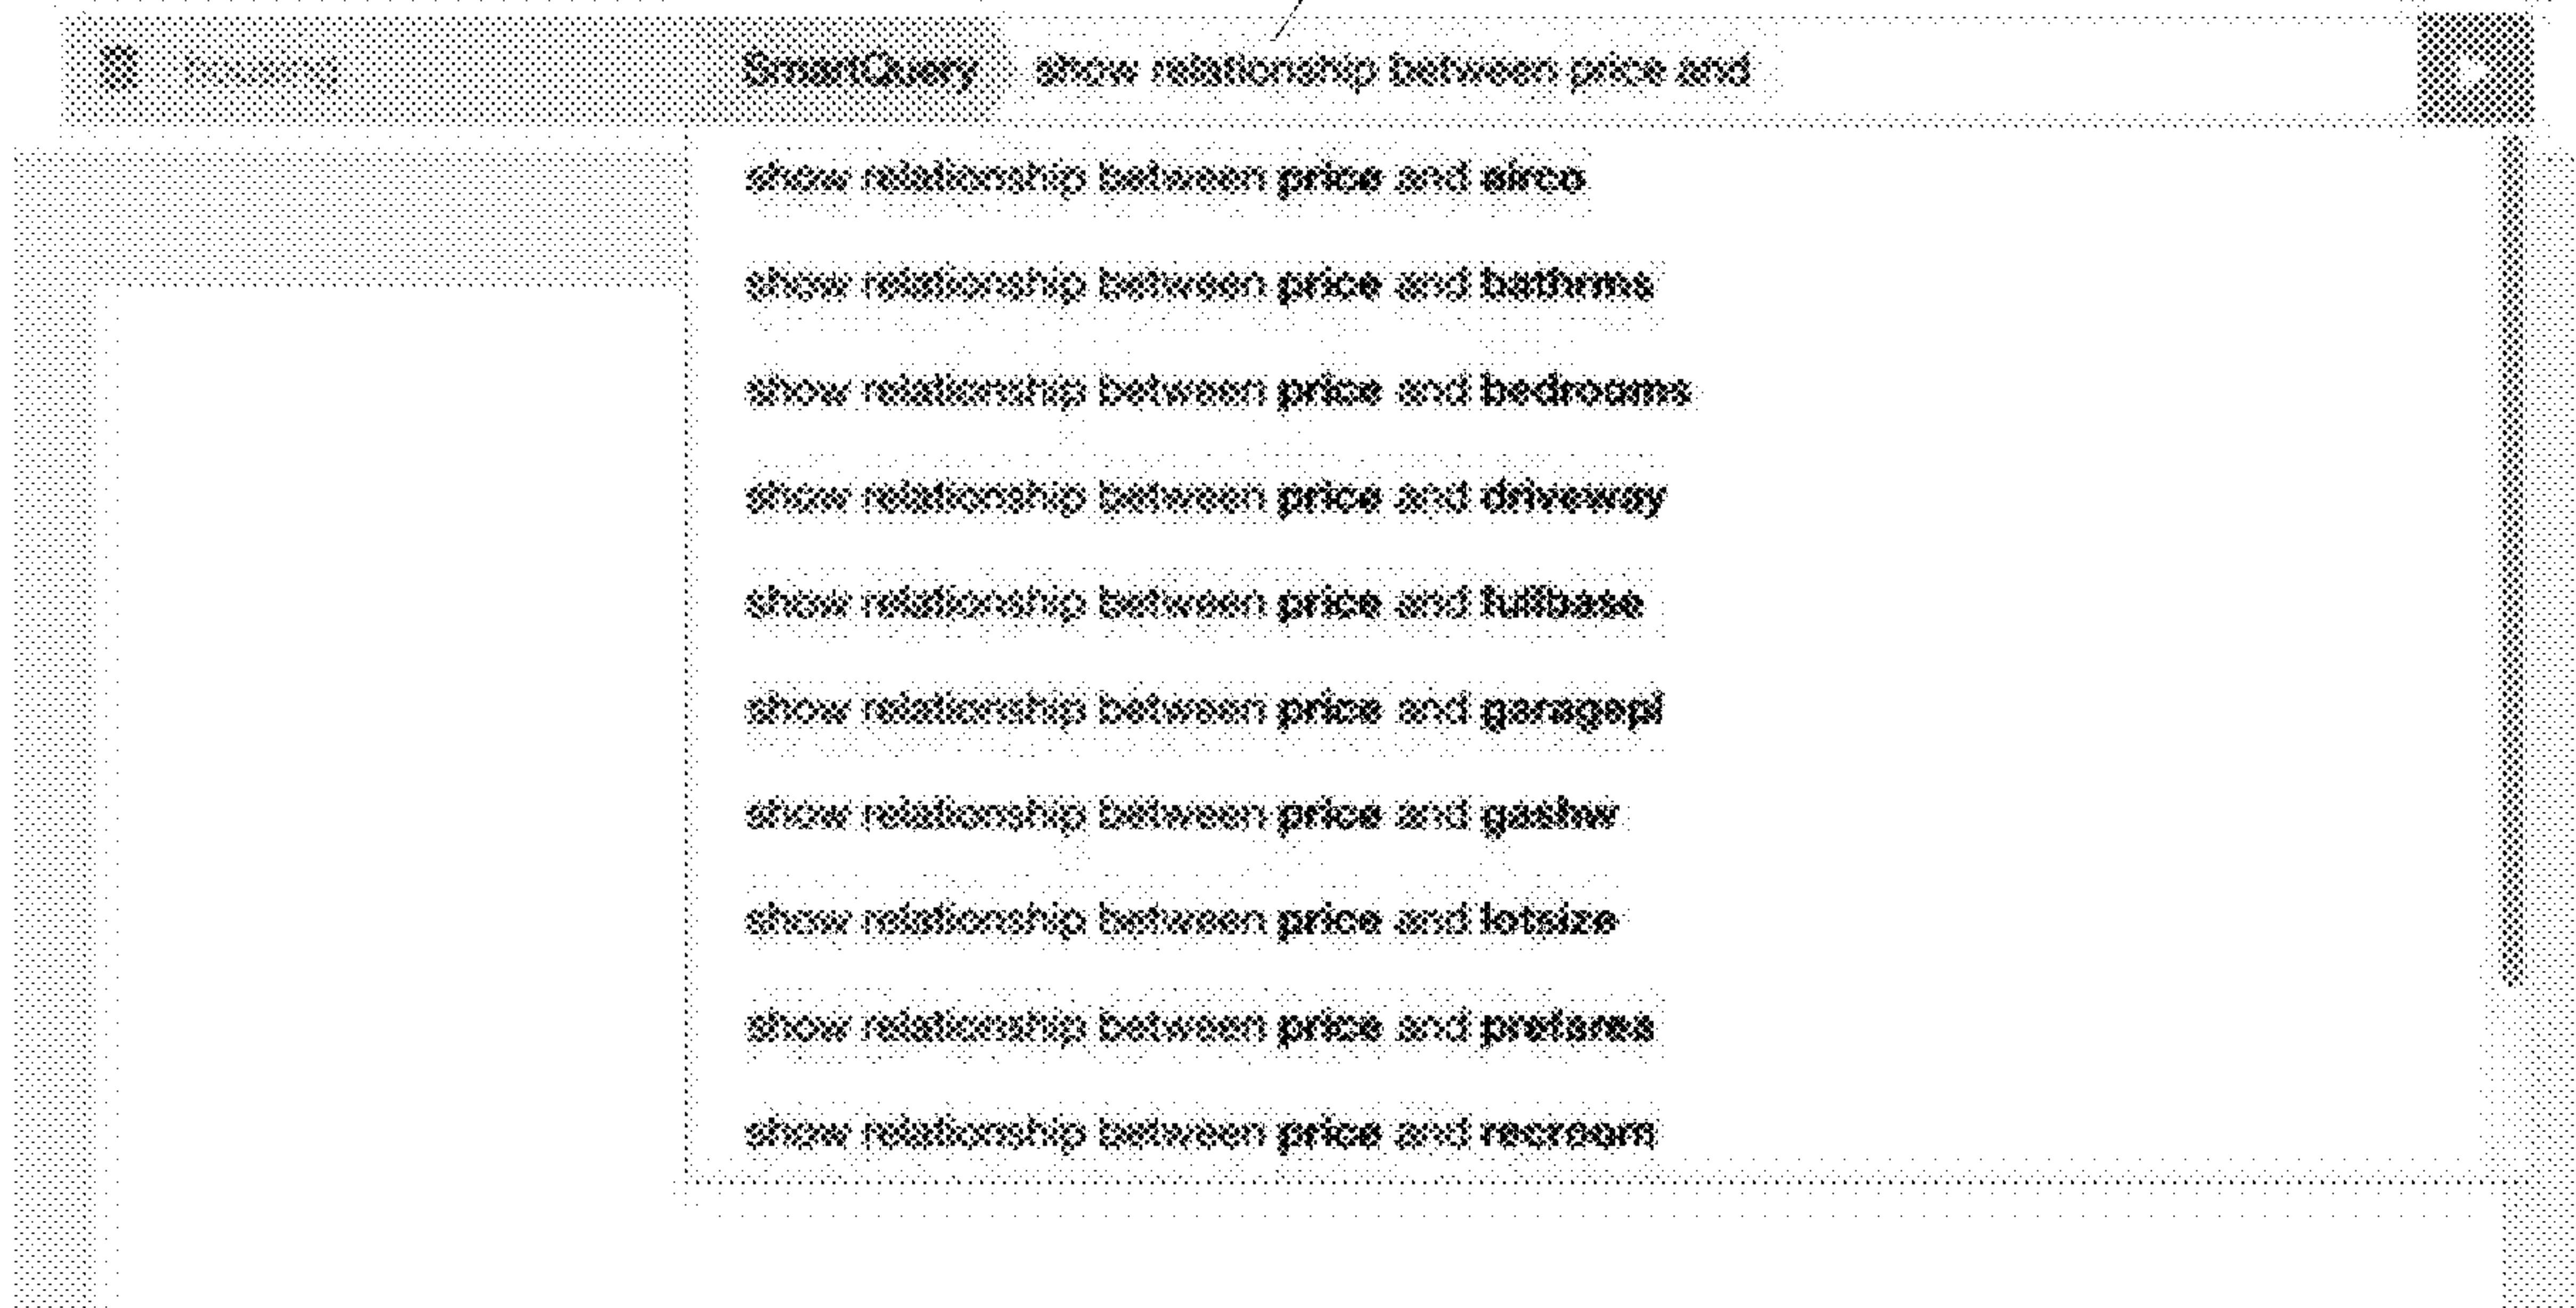 housing SmartQuery show relationship between price and
show relationship between price and airco
show relationship between price and bathrms
show relationship between price and bedrooms
show relationship between price and driveway
show relationship between price and fullbase
show relationship between price and garagepl
show relationship between price and gashw
show relationship between price and lotsize
show relationship between price and prefarea
show relationship between price and recroom